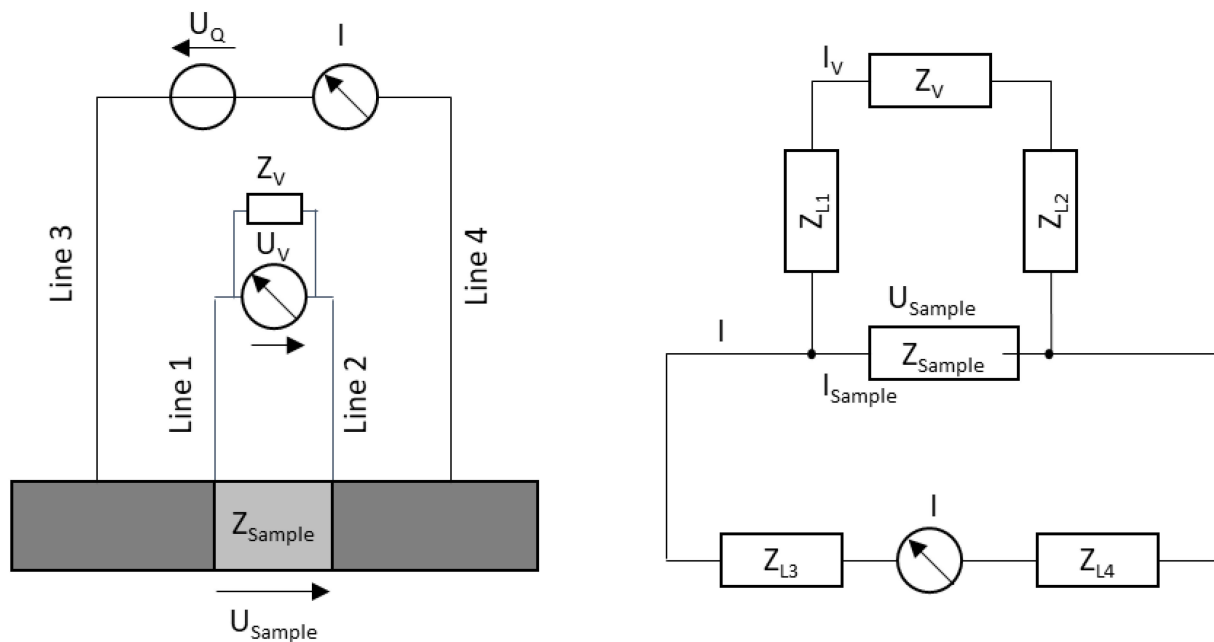 U_Q
I
Z_V
U_V
Line 3
Line 4
Line 1
Line 2
Z_Sample
U_Sample
I_V
Z_V
Z_L1
Z_L2
U_Sample
I
Z_Sample
I_Sample
I
Z_L3
Z_L4